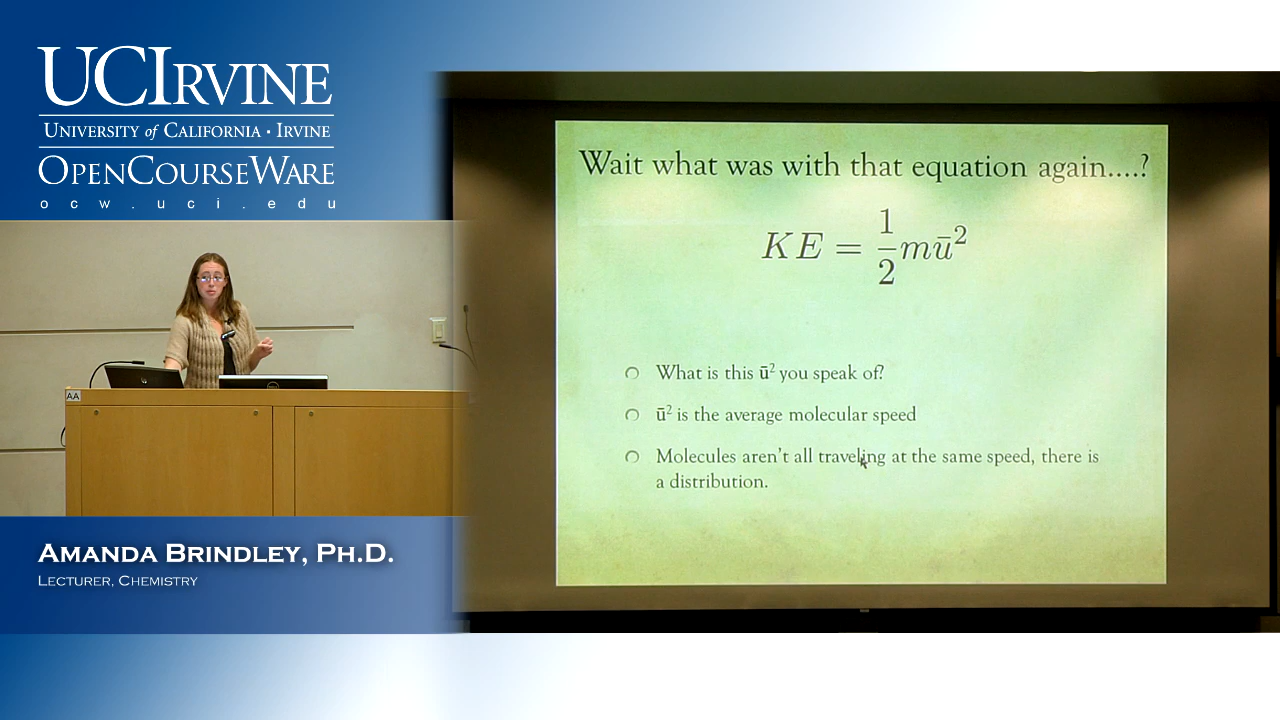 UCIRVINE
UNIVERSITY of CALIFORNIA · IRVINE
OPENCOURSEWARE
ocw.uci.edu
AA
AMANDA BRINDLEY, PH.D.
LECTURER, CHEMISTRY
Wait what was with that equation again....?
KE = 1/2 mū²
What is this ū² you speak of?
ū² is the average molecular speed
Molecules aren't all traveling at the same speed, there is
a distribution.